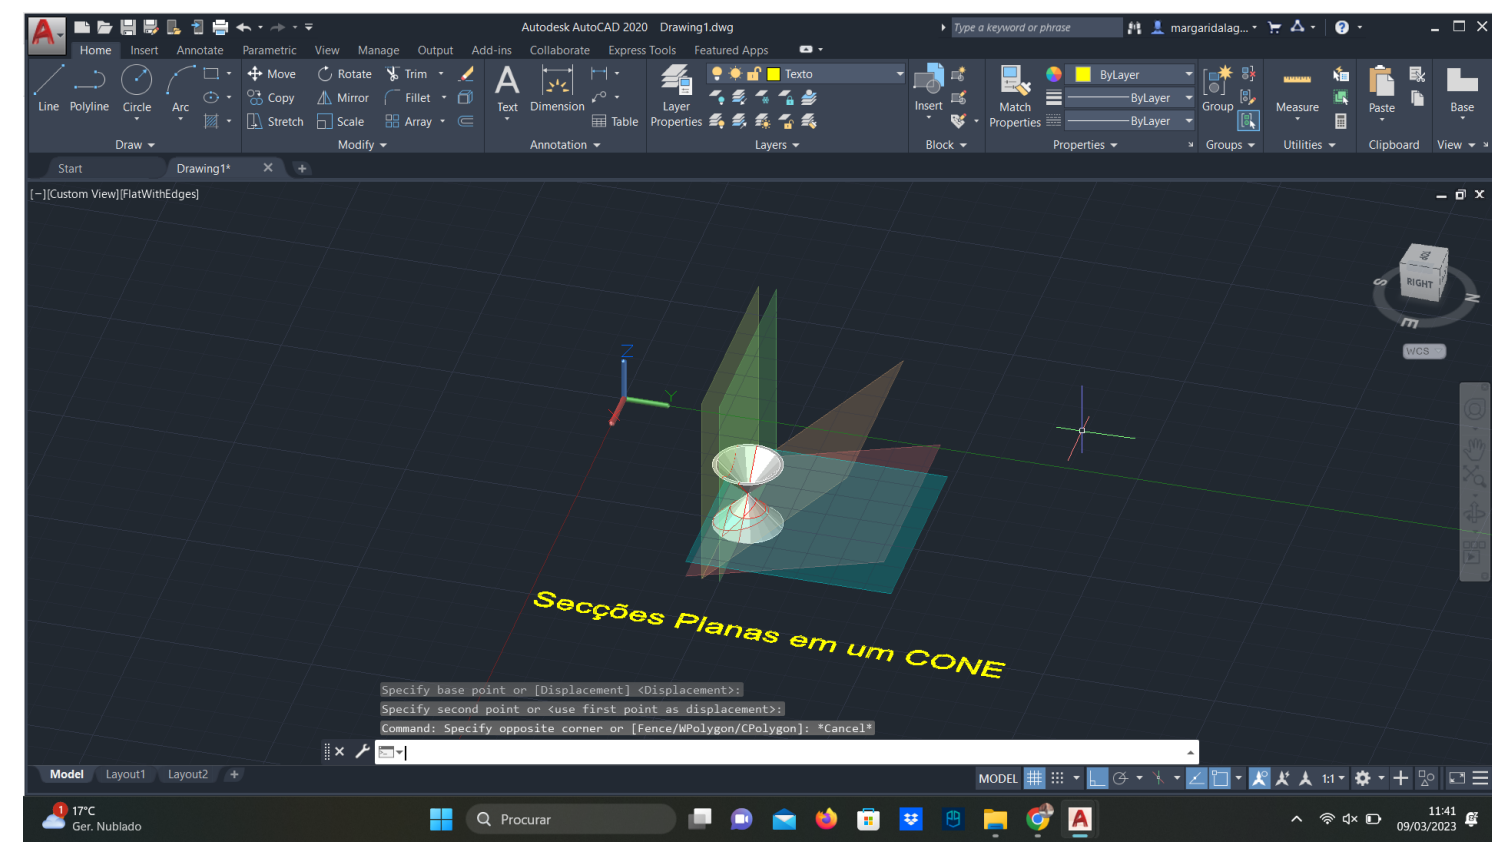 Autodesk AutoCAD 2020 Drawing1.dwg
Type a keyword or phrase
margaridalag...
Home Insert Annotate Parametric View Manage Output Add-ins Collaborate Express Tools Featured Apps
Line Polyline Circle Arc
Move Rotate Trim
Copy Mirror Fillet
Stretch Scale Array
Text Dimension
Table
Layer Properties
Texto
Insert
Match Properties
ByLayer
ByLayer
ByLayer
Group
Measure
Paste
Base
Draw Modify Annotation Layers Block Properties Groups Utilities Clipboard View
Start Drawing1* +
[−][Custom View][FlatWithEdges]
TOP
RIGHT
S
N
E
WCS
Z
Y
Secções Planas em um CONE
Specify base point or [Displacement] <Displacement>:
Specify second point or <use first point as displacement>:
Command: Specify opposite corner or [Fence/WPolygon/CPolygon]: *Cancel*
Model Layout1 Layout2 +
MODEL
1:1
1
17°C
Ger. Nublado
Procurar
11:41
09/03/2023